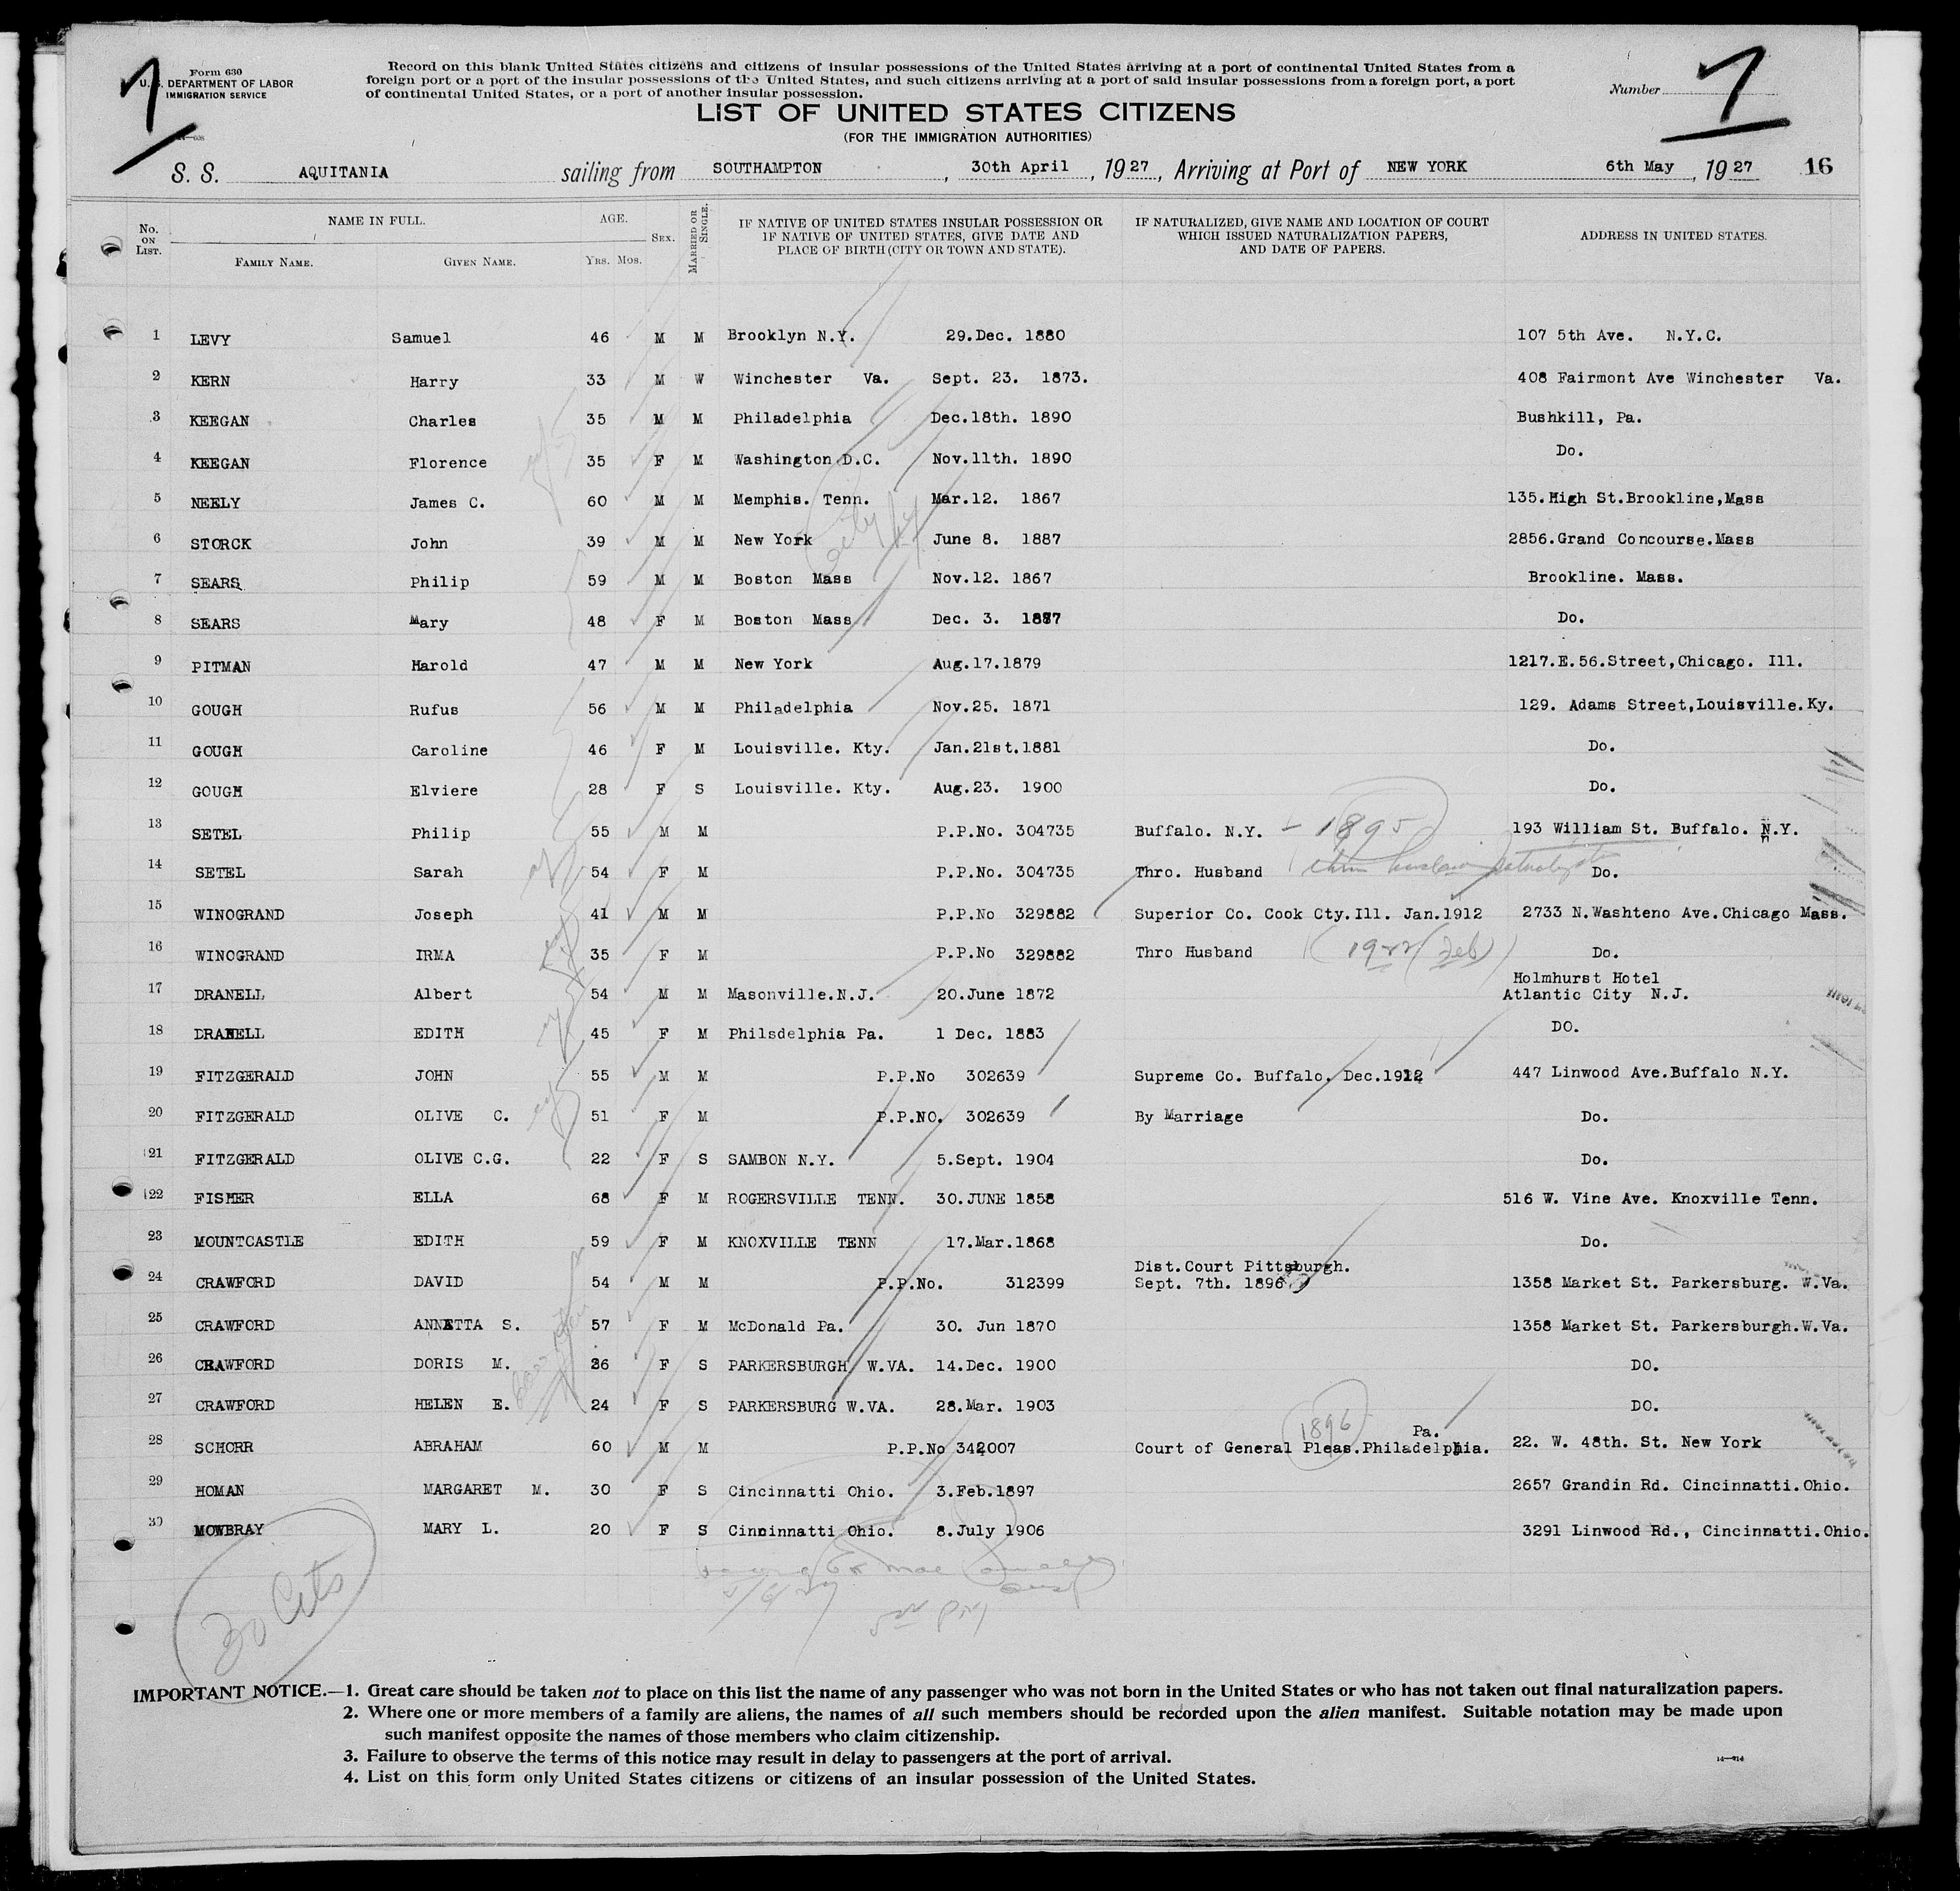 Form 630
U.S. DEPARTMENT OF LABOR
IMMIGRATION SERVICE
1
Record on this blank United States citizens and citizens of insular possessions of the United States arriving at a port of continental United States from a
foreign port or a port of the insular possessions of the United States, and such citizens arriving at a port of said insular possessions from a foreign port, a port
of continental United States, or a port of another insular possession.
Number 1
LIST OF UNITED STATES CITIZENS
(FOR THE IMMIGRATION AUTHORITIES)
S. S. AQUITANIA sailing from SOUTHAMPTON, 30th April, 1927, Arriving at Port of NEW YORK 6th May, 1927 16
No. ON LIST. NAME IN FULL. FAMILY NAME. GIVEN NAME. AGE. YRS. MOS. SEX. MARRIED OR SINGLE. IF NATIVE OF UNITED STATES INSULAR POSSESSION OR IF NATIVE OF UNITED STATES, GIVE DATE AND PLACE OF BIRTH (CITY OR TOWN AND STATE). IF NATURALIZED, GIVE NAME AND LOCATION OF COURT WHICH ISSUED NATURALIZATION PAPERS, AND DATE OF PAPERS. ADDRESS IN UNITED STATES.
1 LEVY Samuel 46 M M Brooklyn N.Y. 29.Dec. 1880 107 5th Ave. N.Y.C.
2 KERN Harry 33 M W Winchester Va. Sept. 23. 1873. 408 Fairmont Ave Winchester Va.
3 KEEGAN Charles 35 M M Philadelphia Dec.18th. 1890 Bushkill, Pa.
4 KEEGAN Florence 35 F M Washington D.C. Nov.11th. 1890 Do.
5 NEELY James C. 60 M M Memphis. Tenn. Mar.12. 1867 135.High St.Brookline,Mass
6 STORCK John 39 M M New York June 8. 1887 2856.Grand Concourse.Mass
7 SEARS Philip 59 M M Boston Mass Nov.12. 1867 Brookline. Mass.
8 SEARS Mary 48 F M Boston Mass Dec. 3. 1877 Do.
9 PITMAN Harold 47 M M New York Aug.17.1879 1217.E.56.Street,Chicago. Ill.
10 GOUGH Rufus 56 M M Philadelphia Nov.25. 1871 129. Adams Street,Louisville.Ky.
11 GOUGH Caroline 46 F M Louisville. Kty. Jan.21st.1881 Do.
12 GOUGH Elviere 28 F S Louisville. Kty. Aug.23. 1900 Do.
13 SETEL Philip 55 M M P.P.No. 304735 Buffalo. N.Y. - 1895 193 William St. Buffalo. N.Y.
14 SETEL Sarah 54 F M P.P.No. 304735 Thro. Husband Do.
15 WINOGRAND Joseph 41 M M P.P.No 329882 Superior Co. Cook Cty.Ill. Jan.1912 2733 N.Washteno Ave.Chicago Mass.
16 WINOGRAND IRMA 35 F M P.P.No 329882 Thro Husband (1922 (Feb) Do.
17 DRANELL Albert 54 M M Masonville.N.J. 20.June 1872 Holmhurst Hotel
Atlantic City N.J.
18 DRANELL EDITH 45 F M Philsdelphia Pa. 1 Dec. 1883 DO.
19 FITZGERALD JOHN 55 M M P.P.No 302639 Supreme Co. Buffalo. Dec.1912 447 Linwood Ave.Buffalo N.Y.
20 FITZGERALD OLIVE C. 51 F M P.P.NO. 302639 By Marriage Do.
21 FITZGERALD OLIVE C.G. 22 F S SAMBON N.Y. 5.Sept. 1904 Do.
22 FISHER ELLA 68 F M ROGERSVILLE TENN. 30.JUNE 1858 516 W. Vine Ave. Knoxville Tenn.
23 MOUNTCASTLE EDITH 59 F M KNOXVILLE TENN 17.Mar.1868 Do.
24 CRAWFORD DAVID 54 M M P.P.No. 312399 Dist.Court Pittsburgh.
Sept. 7th. 1896 1358 Market St. Parkersburg. W.Va.
25 CRAWFORD ANNETTA S. 57 F M McDonald Pa. 30. Jun 1870 1358 Market St. Parkersburgh.W.Va.
26 CRAWFORD DORIS M. 26 F S PARKERSBURGH W.VA. 14.Dec. 1900 DO.
27 CRAWFORD HELEN E. 24 F S PARKERSBURG W.VA. 28.Mar. 1903 DO.
28 SCHORR ABRAHAM 60 M M P.P.No 342007 1896 Court of General Pleas.Philadelphia. Pa. 22. W. 48th. St. New York
29 HOMAN MARGARET M. 30 F S Cincinnatti Ohio. 3.Feb.1897 2657 Grandin Rd. Cincinnatti.Ohio.
30 MOWBRAY MARY L. 20 F S Cincinnatti Ohio. 8.July 1906 3291 Linwood Rd., Cincinnatti.Ohio.
30 Cits
IMPORTANT NOTICE.—1. Great care should be taken not to place on this list the name of any passenger who was not born in the United States or who has not taken out final naturalization papers.
2. Where one or more members of a family are aliens, the names of all such members should be recorded upon the alien manifest. Suitable notation may be made upon
such manifest opposite the names of those members who claim citizenship.
3. Failure to observe the terms of this notice may result in delay to passengers at the port of arrival.
4. List on this form only United States citizens or citizens of an insular possession of the United States.